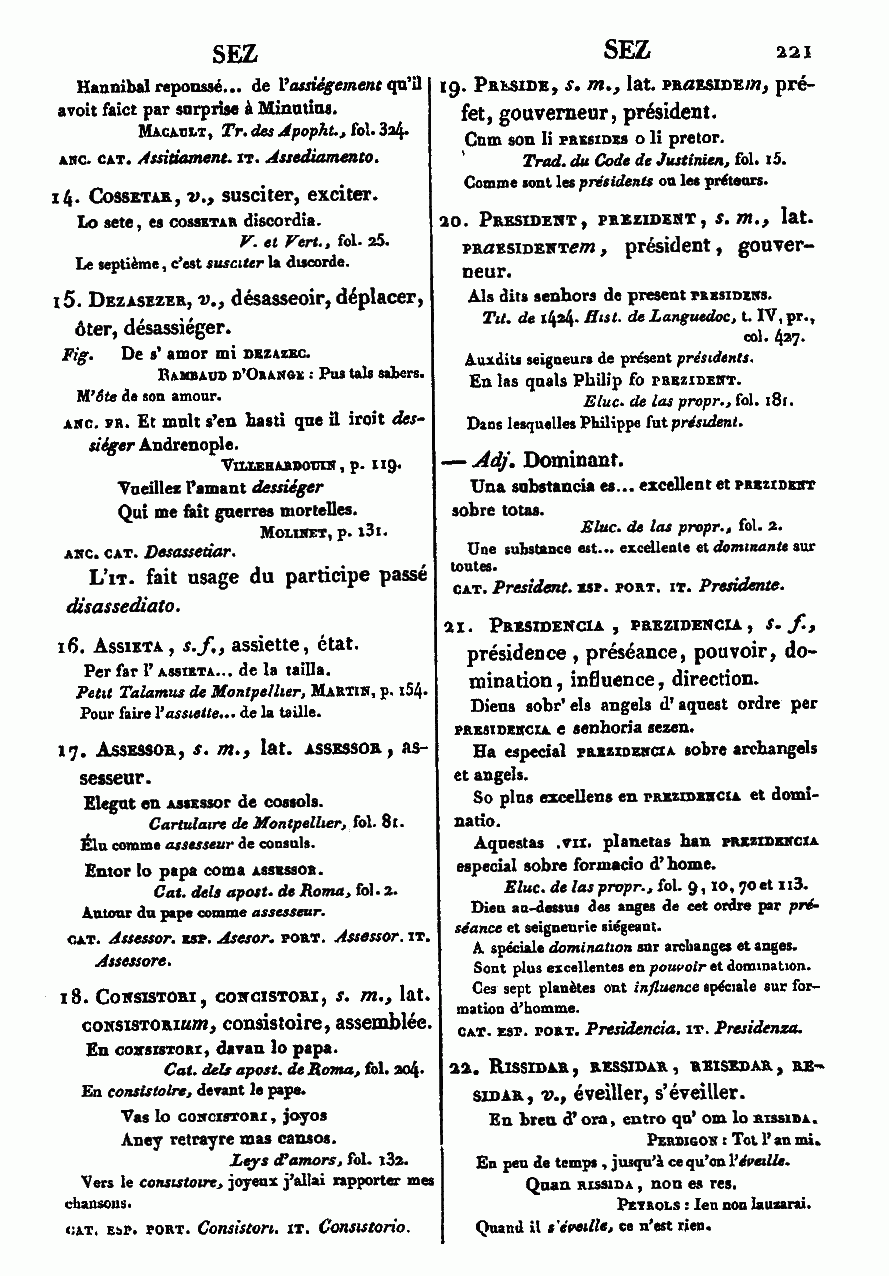 SEZ
Hannibal repoussé... de l'assiégement qu'il
avoit faict par surprise à Minutius.
MACAULT, Tr. des Apopht., fol. 324.
ANC. CAT. Assitiament. IT. Assediamento.
14. COSSETAR, v., susciter, exciter.
Lo sete, es COSSETAR discordia.
V. et Vert., fol. 25.
Le septième, c'est susciter la discorde.
15. DEZASEZER, v., désasseoir, déplacer,
ôter, désassiéger.
Fig. De s' amor mi DEZAZEC.
RAMBAUD D'ORANGE : Pus tals sabers.
M'ôte de son amour.
ANC. FR. Et mult s'en hasti que il iroit des-
siéger Andrenople.
VILLEHARDOUIN, p. 119.
Vueillez l'amant dessiéger
Qui me fait guerres mortelles.
MOLINET, p. 131.
ANC. CAT. Desassetiar.
L'IT. fait usage du participe passé
disassediato.
16. ASSIETA, s. f., assiette, état.
Per far l' ASSIETA... de la tailla.
Petit Talamus de Montpellier, MARTIN, p. 154.
Pour faire l'assiette... de la taille.
17. ASSESSOR, s. m., lat. ASSESSOR, as-
sesseur.
Elegut en ASSESSOR de cossols.
Cartulaire de Montpellier, fol. 81.
Élu comme assesseur de consuls.
Entor lo papa coma ASSESSOR.
Cat. dels apost. de Roma, fol. 2.
Autour du pape comme assesseur.
CAT. Assessor. ESP. Asesor. PORT. Assessor. IT.
Assessore.
18. CONSISTORI, CONCISTORI, s. m., lat.
CONSISTORIUM, consistoire, assemblée.
En CONSISTORI, davan lo papa.
Cat. dels apost. de Roma, fol. 204.
En consistoire, devant le pape.
Vas lo CONCISTORI, joyos
Aney retrayre mas cansos.
Leys d'amors, fol. 132.
Vers le consistoire, joyeux j'allai rapporter mes
chansons.
CAT. ESP. PORT. Consistori. IT. Consistorio.
SEZ 221
19. PRESIDE, s. m., lat. PRAESIDEm, pré-
fet, gouverneur, président.
Cum son li PRESIDES o li pretor.
Trad. du Code de Justinien, fol. 15.
Comme sont les présidents ou les préteurs.
20. PRESIDENT, PREZIDENT, s. m., lat.
PRAESIDENTem, président, gouver-
neur.
Als dits senhors de present PRESIDENS.
Tit. de 1424. Hist. de Languedoc, t. IV, pr.,
col. 427.
Auxdits seigneurs de présent présidents.
En las quals Philip fo PREZIDENT.
Eluc. de las propr., fol. 181.
Dans lesquelles Philippe fut président.
— Adj. Dominant.
Una substancia es... excellent et PREZIDENT
sobre totas.
Eluc. de las propr., fol. 2.
Une substance est... excellente et dominante sur
toutes.
CAT. President. ESP. PORT. IT. Presidente.
21. PRESIDENCIA, PREZIDENCIA, s. f.,
présidence, préséance, pouvoir, do-
mination, influence, direction.
Dieus sobr' els angels d' aquest ordre per
PRESIDENCIA e senhoria sezen.
Ha especial PREZIDENCIA sobre archangels
et angels.
So plus excellens en PREZIDENCIA et domi-
natio.
Aquestas .VII. planetas han PREZIDENCIA
especial sobre formacio d' home.
Eluc. de las propr., fol. 9, 10, 70 et 113.
Dieu au-dessus des anges de cet ordre par pré-
séance et seigneurie siégeant.
A spéciale domination sur archanges et anges.
Sont plus excellentes en pouvoir et domination.
Ces sept planètes ont influence spéciale sur for-
mation d'homme.
CAT. ESP. PORT. Presidencia. IT. Presidenza.
22. RISSIDAR, RESSIDAR, REISEDAR, RE-
SIDAR, v., éveiller, s'éveiller.
En breu d' ora, entro qu' om lo RISSIDA.
PERDIGON : Tot l' an mi.
En peu de temps, jusqu'à ce qu'on l'éveille.
Quan RISSIDA, non es res.
PEYROLS : Ieu non lauzarai.
Quand il s'éveille, ce n'est rien.